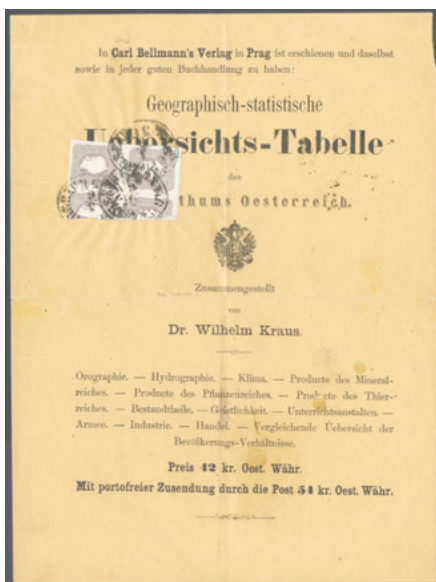 In Carl Bellmann's Verlag in Prag ist erschienen und daselbst
sowie in jeder guten Buchhandlung zu haben:
Geographisch-statistische
Uebersichts-Tabelle
des
thums Oesterreich.
Zusammengestellt
von
Dr. Wilhelm Kraus.
Orographie. — Hydrographie. — Klima. — Producte des Mineral-
reiches. — Producte des Pflanzenreiches. — Producte des Thier-
reiches. — Bestandtheile. — Geistlichkeit. — Unterrichtsanstalten. —
Armee. — Industrie. — Handel. — Vergleichende Uebersicht der
Bevölkerungs-Verhältnisse.
Preis 42 kr. Oest. Währ.
Mit portofreier Zusendung durch die Post 54 kr. Oest. Währ.